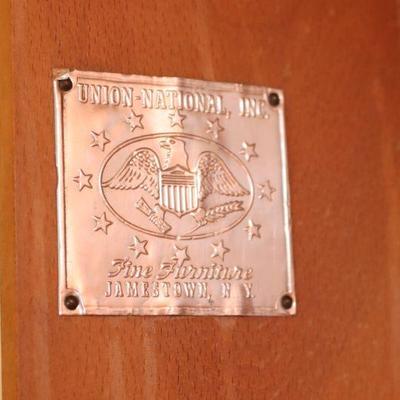 UNION-NATIONAL, INC.
Fine Furniture
JAMESTOWN, N. Y.